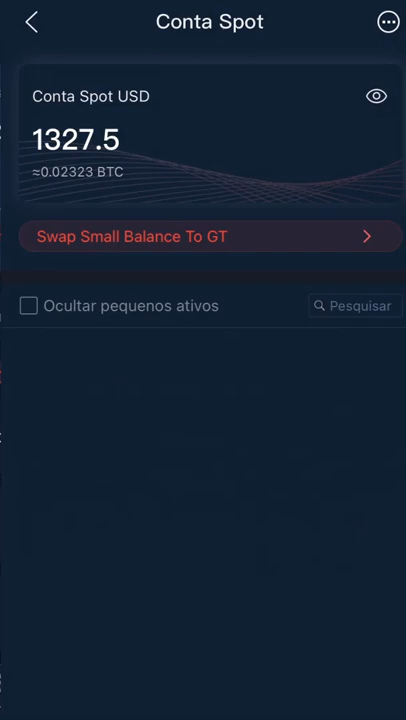 Conta Spot
Conta Spot USD
1327.5
≈0.02323 BTC
Swap Small Balance To GT
Ocultar pequenos ativos
Pesquisar